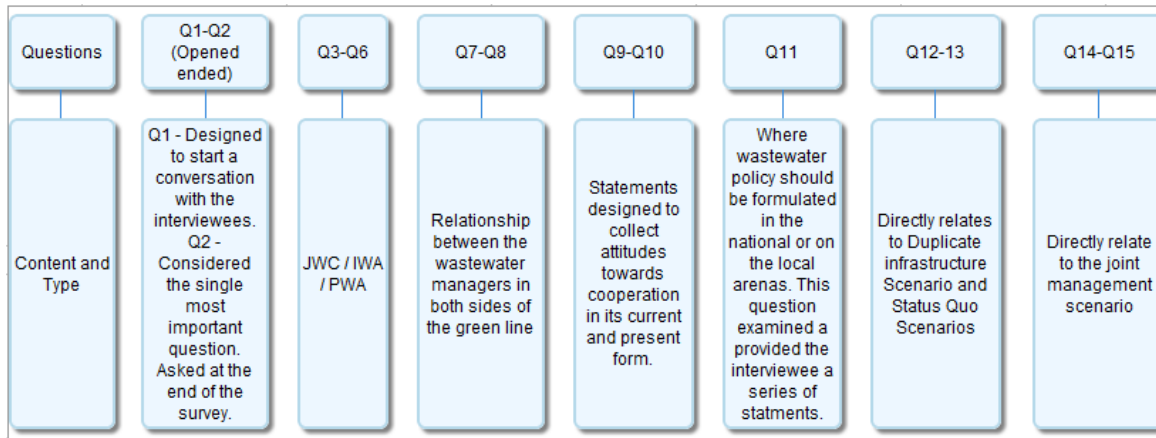 Questions
Q1-Q2
(Opened
ended)
Q3-Q6
Q7-Q8
Q9-Q10
Q11
Q12-13
Q14-Q15
Content and
Type
Q1 - Designed
to start a
conversation
with the
interviewees.
Q2 -
Considered
the single
most
important
question.
Asked at the
end of the
survey.
JWC / IWA
/ PWA
Relationship
between the
wastewater
managers in
both sides of
the green line
Statements
designed to
collect
attitudes
towards
cooperation
in its current
and present
form.
Where
wastewater
policy should
be formulated
in the
national or on
the local
arenas. This
question
examined a
provided the
interviewee a
series of
statments.
Directly relates
to Duplicate
infrastructure
Scenario and
Status Quo
Scenarios
Directly relate
to the joint
management
scenario